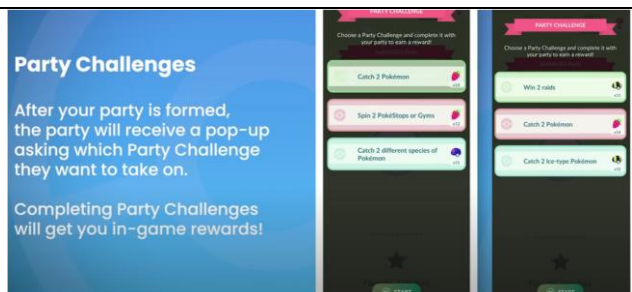 Party Challenges
After your party is formed,
the party will receive a pop-up
asking which Party Challenge
they want to take on.
Completing Party Challenges
will get you in-game rewards!
PARTY CHALLENGE
Choose a Party Challenge and complete it with
your party to earn a reward!
Catch 2 Pokémon
Spin 2 PokéStops or Gyms
Catch 2 different species of
Pokémon
START
PARTY CHALLENGE
Choose a Party Challenge and complete it with
your party to earn a reward!
Win 2 raids
Catch 2 Pokémon
Catch 2 Ice-type Pokémon
START